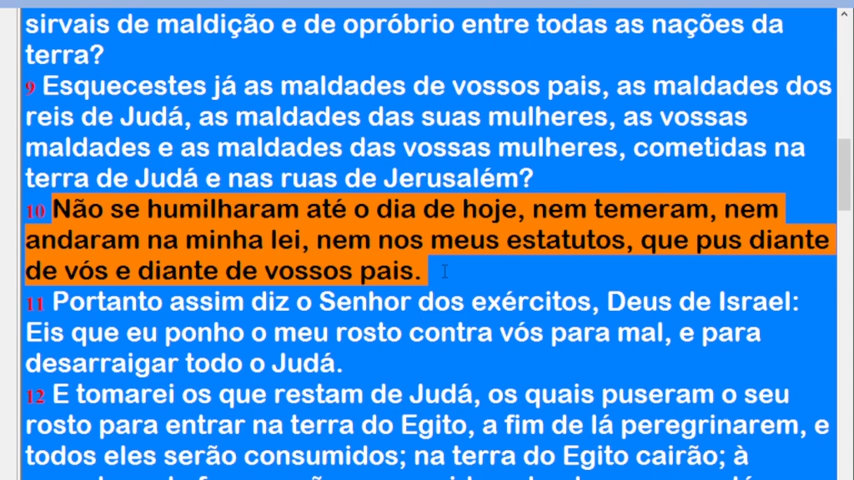 sirvais de maldição e de opróbrio entre todas as nações da
terra?
9 Esquecestes já as maldades de vossos pais, as maldades dos
reis de Judá, as maldades das suas mulheres, as vossas
maldades e as maldades das vossas mulheres, cometidas na
terra de Judá e nas ruas de Jerusalém?
10 Não se humilharam até o dia de hoje, nem temeram, nem
andaram na minha lei, nem nos meus estatutos, que pus diante
de vós e diante de vossos pais.
11 Portanto assim diz o Senhor dos exércitos, Deus de Israel:
Eis que eu ponho o meu rosto contra vós para mal, e para
desarraigar todo o Judá.
12 E tomarei os que restam de Judá, os quais puseram o seu
rosto para entrar na terra do Egito, a fim de lá peregrinarem, e
todos eles serão consumidos; na terra do Egito cairão; à